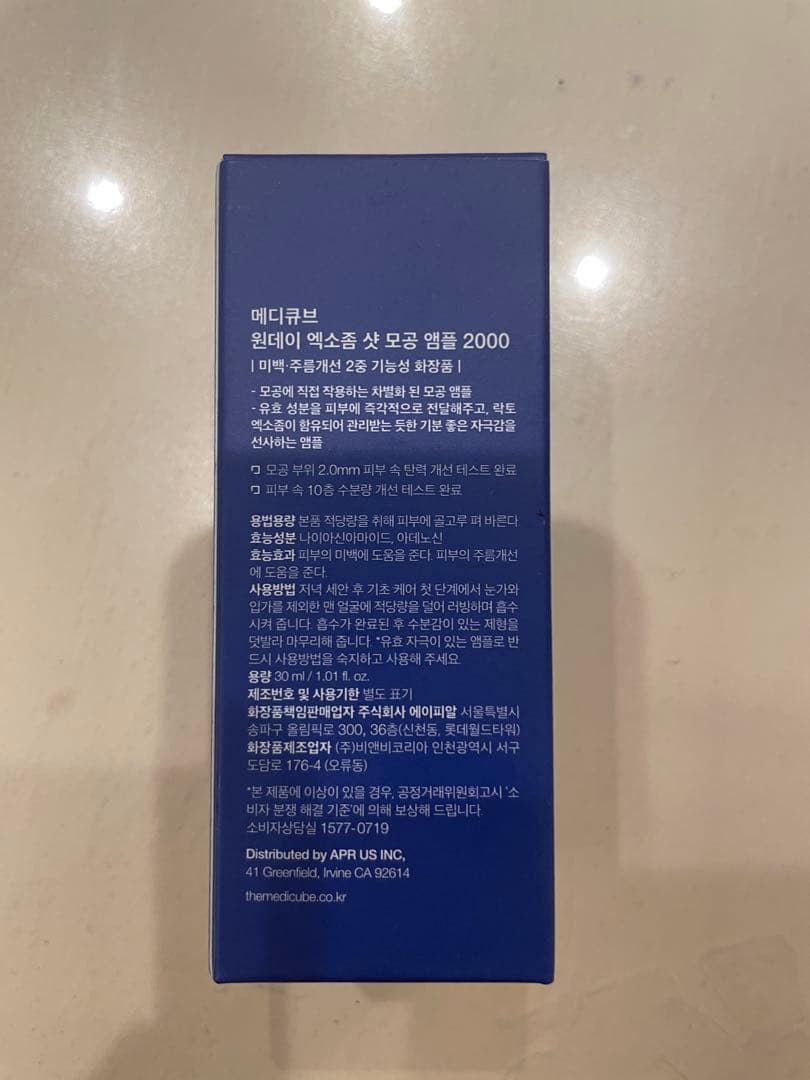 메디큐브
원데이 엑소좀 샷 모공 앰플 2000
| 미백·주름개선 2중 기능성 화장품 |
- 모공에 직접 작용하는 차별화 된 모공 앰플
- 유효 성분을 피부에 즉각적으로 전달해주고, 락토
엑소좀이 함유되어 관리받는 듯한 기분 좋은 자극감을
선사하는 앰플
모공 부위 2.0mm 피부 속 탄력 개선 테스트 완료
피부 속 10층 수분량 개선 테스트 완료
용법용량 본품 적당량을 취해 피부에 골고루 펴 바른다.
효능성분 나이아신아마이드, 아데노신
효능효과 피부의 미백에 도움을 준다. 피부의 주름개선
에 도움을 준다.
사용방법 저녁 세안 후 기초 케어 첫 단계에서 눈가와
입가를 제외한 맨 얼굴에 적당량을 덜어 러빙하며 흡수
시켜 줍니다. 흡수가 완료된 후 수분감이 있는 제형을
덧발라 마무리해 줍니다. *유효 자극이 있는 앰플로 반
드시 사용방법을 숙지하고 사용해 주세요.
용량 30 ml / 1.01 fl. oz.
제조번호 및 사용기한 별도 표기
화장품책임판매업자 주식회사 에이피알 서울특별시
송파구 올림픽로 300, 36층(신천동, 롯데월드타워)
화장품제조업자 (주)비앤비코리아 인천광역시 서구
도담로 176-4 (오류동)
*본 제품에 이상이 있을 경우, 공정거래위원회고시 '소
비자 분쟁 해결 기준'에 의해 보상해 드립니다.
소비자상담실 1577-0719
Distributed by APR US INC,
41 Greenfield, Irvine CA 92614
themedicube.co.kr